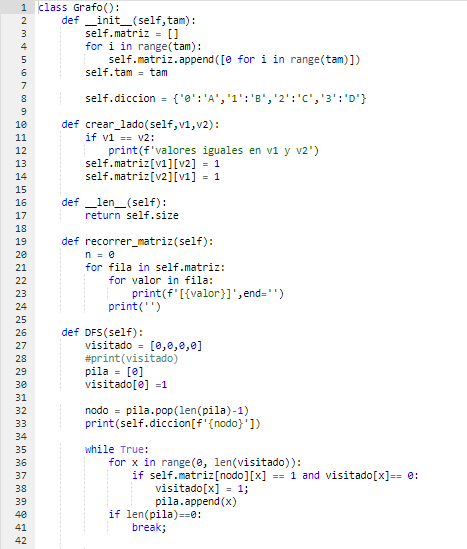 1 class Grafo():
2     def __init__(self,tam):
3         self.matriz = []
4         for i in range(tam):
5             self.matriz.append([0 for i in range(tam)])
6         self.tam = tam
7
8         self.diccion = {'0':'A','1':'B','2':'C','3':'D'}
9
10     def crear_lado(self,v1,v2):
11         if v1 == v2:
12             print(f'valores iguales en v1 y v2')
13         self.matriz[v1][v2] = 1
14         self.matriz[v2][v1] = 1
15
16     def __len__(self):
17         return self.size
18
19     def recorrer_matriz(self):
20         n = 0
21         for fila in self.matriz:
22             for valor in fila:
23                 print(f'[{valor}]',end='')
24             print('')
25
26     def DFS(self):
27         visitado = [0,0,0,0]
28         #print(visitado)
29         pila = [0]
30         visitado[0] =1
31
32         nodo = pila.pop(len(pila)-1)
33         print(self.diccion[f'{nodo}'])
34
35         while True:
36             for x in range(0, len(visitado)):
37                 if self.matriz[nodo][x] == 1 and visitado[x]== 0:
38                     visitado[x] = 1;
39                     pila.append(x)
40             if len(pila)==0:
41                 break;
42